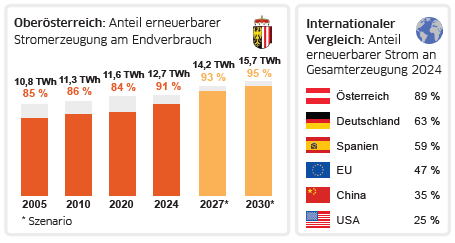 Oberösterreich: Anteil erneuerbarer
Stromerzeugung am Endverbrauch
10,8 TWh
85 %
11,3 TWh
86 %
11,6 TWh
84 %
12,7 TWh
91 %
14,2 TWh
93 %
15,7 TWh
95 %
2005
2010
2020
2024
2027*
2030*
* Szenario
Internationaler
Vergleich: Anteil
erneuerbarer Strom an
Gesamterzeugung 2024
Österreich 89 %
Deutschland 63 %
Spanien 59 %
EU 47 %
China 35 %
USA 25 %